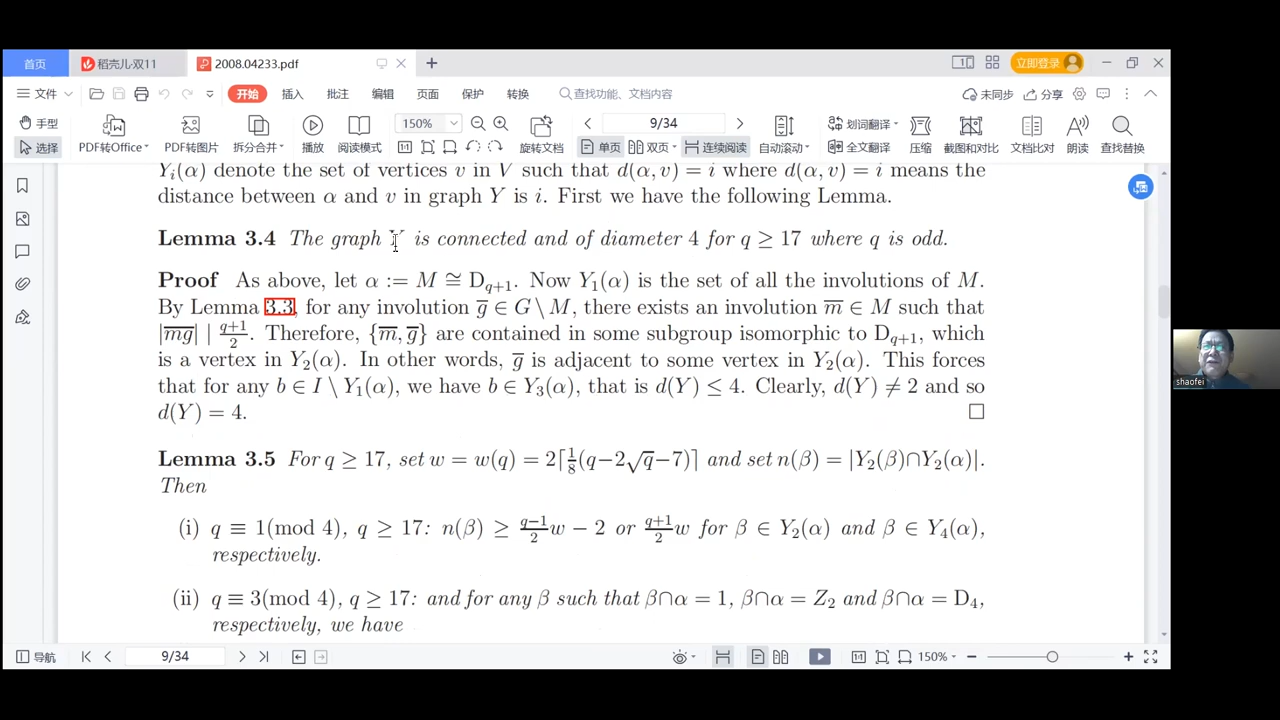 首页 稻壳儿·双11 2008.04233.pdf 立即登录
文件 开始 插入 批注 编辑 页面 保护 转换 查找功能、文档内容 未同步 分享
手型 150% 9/34 划词翻译
选择 PDF转Office 图片转PDF 拆分合并 播放 阅读模式 旋转文档 单页 双页 连续阅读 自动滚动 全文翻译 压缩 截图和对比 文档比对 朗读 查找替换
Y_i(α) denote the set of vertices v in V such that d(α, v) = i where d(α, v) = i means the
distance between α and v in graph Y is i. First we have the following Lemma.
Lemma 3.4 The graph Y is connected and of diameter 4 for q ≥ 17 where q is odd.
Proof As above, let α := M ≅ D_{q+1}. Now Y_1(α) is the set of all the involutions of M.
By Lemma 3.3, for any involution \overline{g} ∈ G \ M, there exists an involution \overline{m} ∈ M such that
|\overline{mg}| | \frac{q+1}{2}. Therefore, {\overline{m}, \overline{g}} are contained in some subgroup isomorphic to D_{q+1}, which
is a vertex in Y_2(α). In other words, \overline{g} is adjacent to some vertex in Y_2(α). This forces
that for any b ∈ I \ Y_1(α), we have b ∈ Y_3(α), that is d(Y) ≤ 4. Clearly, d(Y) ≠ 2 and so
d(Y) = 4. □
Lemma 3.5 For q ≥ 17, set w = w(q) = 2⌈\frac{1}{8}(q−2√q−7)⌉ and set n(β) = |Y_2(β)∩Y_2(α)|.
Then
(i) q ≡ 1(mod 4), q ≥ 17: n(β) ≥ \frac{q−1}{2}w − 2 or \frac{q+1}{2}w for β ∈ Y_2(α) and β ∈ Y_4(α),
respectively.
(ii) q ≡ 3(mod 4), q ≥ 17: and for any β such that β∩α = 1, β∩α = Z_2 and β∩α = D_4,
respectively, we have
导航 9/34 150%
shaofei